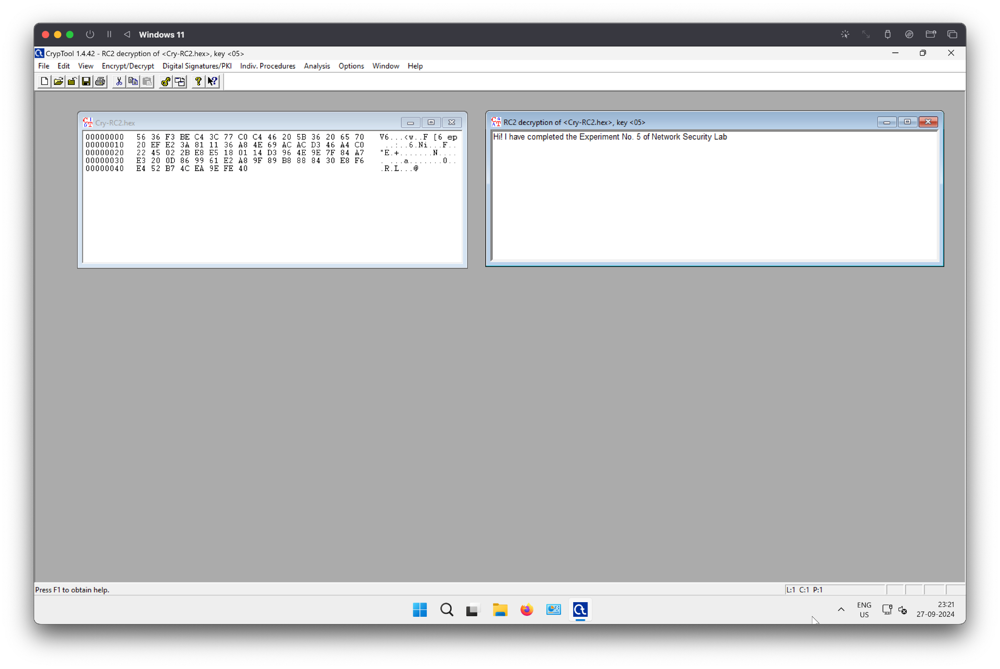 Windows 11
CrypTool 1.4.42 - RC2 decryption of <Cry-RC2.hex>, key <05>
File Edit View Encrypt/Decrypt Digital Signatures/PKI Indiv. Procedures Analysis Options Window Help
Cry-RC2.hex
00000000 56 36 F3 BE C4 3C 77 C0 C4 46 20 5B 36 20 65 70 V6...<w..F [6 ep
00000010 20 EF E2 3A 81 11 36 A8 4E 69 AC AC D3 46 A4 C0 ..:..6.Ni...F..
00000020 22 45 02 2B E8 E5 18 01 14 D3 96 4E 9E 7F 84 A7 "E.+.......N....
00000030 E3 20 0D 86 99 61 E2 A8 9F 89 B8 88 84 30 E8 F6 . ...a.......0..
00000040 E4 52 B7 4C EA 9E FE 40 .R.L...@
RC2 decryption of <Cry-RC2.hex>, key <05>
Hi! I have completed the Experiment No. 5 of Network Security Lab
Press F1 to obtain help.
L:1 C:1 P:1
ENG
US
23:21
27-09-2024